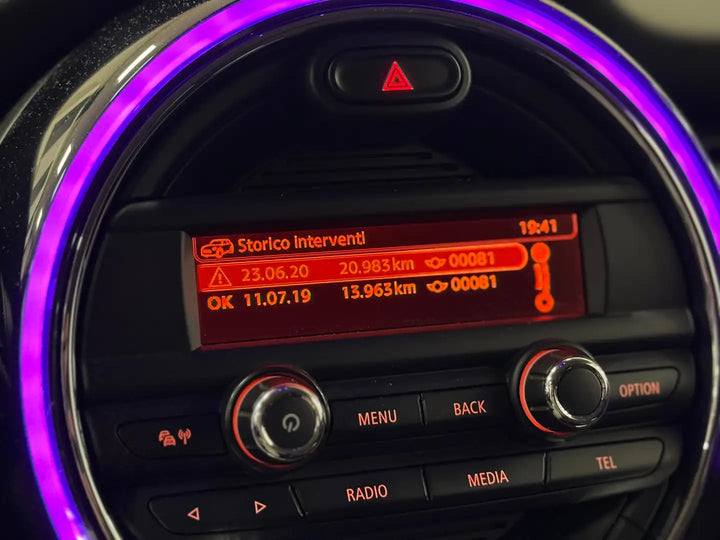 Storico interventi 19:41
23.06.20 20.983 km 00081
OK 11.07.19 13.963 km 00081
MENU BACK OPTION
RADIO MEDIA TEL